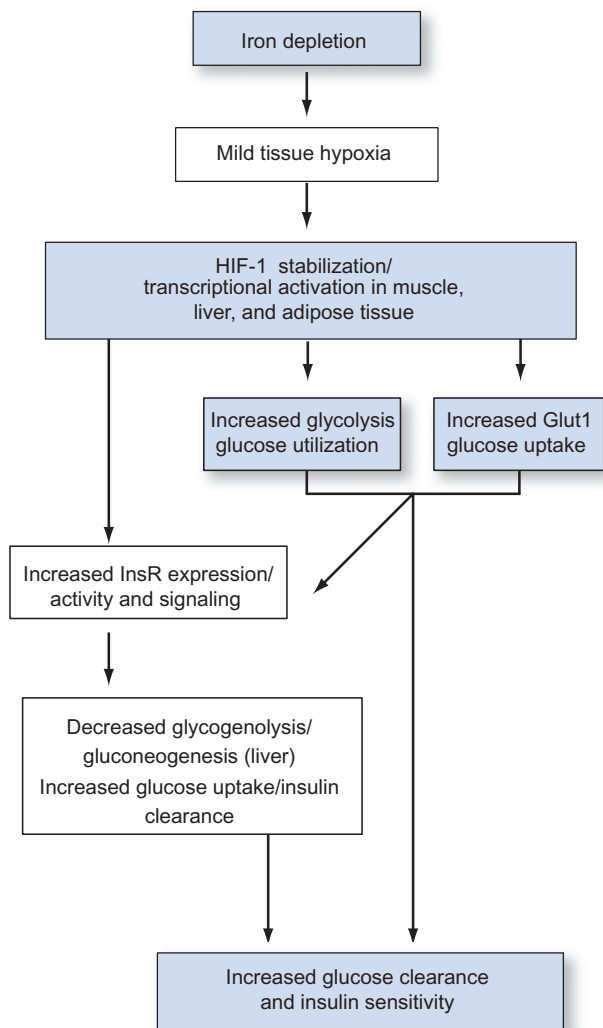 Iron depletion
Mild tissue hypoxia
HIF-1 stabilization/
transcriptional activation in muscle,
liver, and adipose tissue
Increased glycolysis
glucose utilization
Increased Glut1
glucose uptake
Increased InsR expression/
activity and signaling
Decreased glycogenolysis/
gluconeogenesis (liver)
Increased glucose uptake/insulin
clearance
Increased glucose clearance
and insulin sensitivity